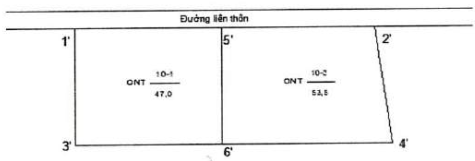 Đường liên thôn
1' 5' 2'
ONT 10-1 ONT 10-2
47,0 53,5
3' 6' 4'